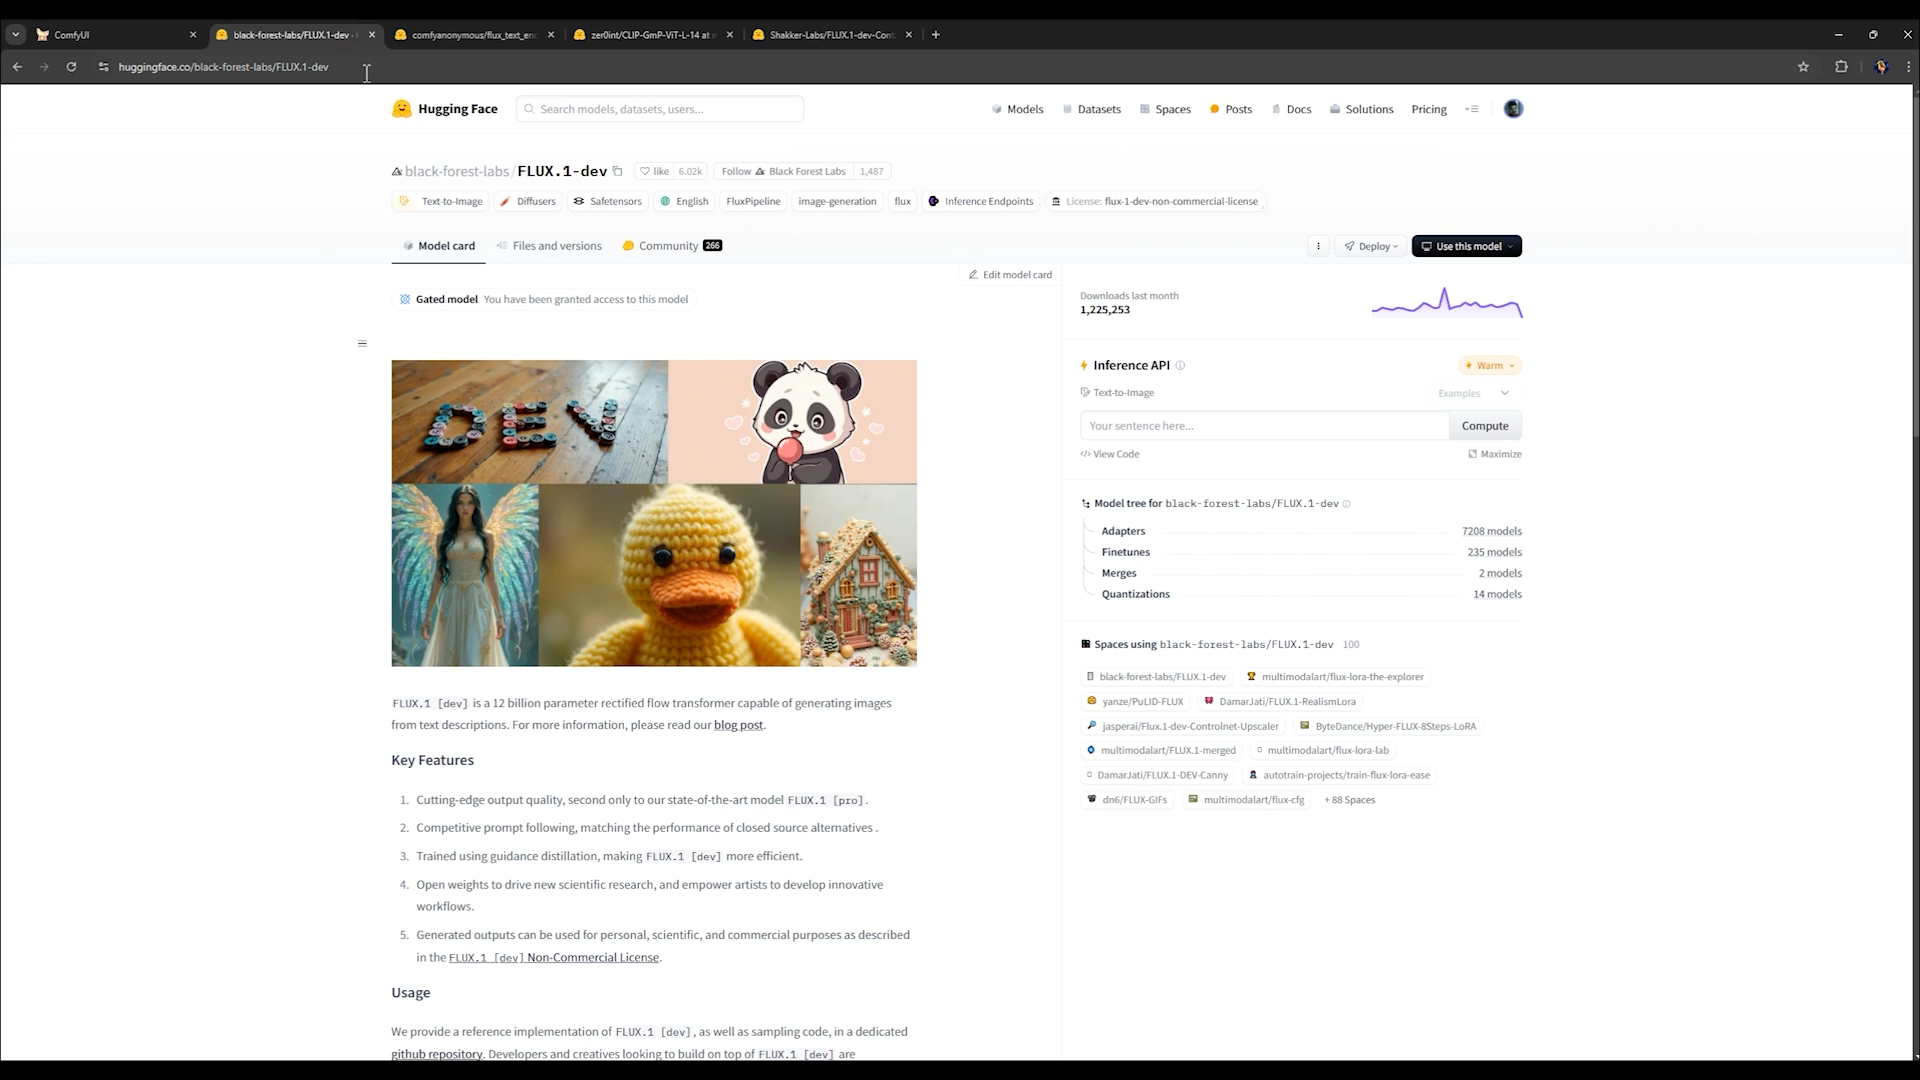 ComfyUI
black-forest-labs/FLUX.1-dev ·
comfyanonymous/flux_text_enc
zer0int/CLIP-GmP-ViT-L-14 at
Shakker-Labs/FLUX.1-dev-Con
huggingface.co/black-forest-labs/FLUX.1-dev
Hugging Face
Search models, datasets, users...
Models
Datasets
Spaces
Posts
Docs
Solutions
Pricing
black-forest-labs/FLUX.1-dev
like 6.02k
Follow Black Forest Labs 1,487
Text-to-Image
Diffusers
Safetensors
English
FluxPipeline
image-generation
flux
Inference Endpoints
License: flux-1-dev-non-commercial-license
Model card
Files and versions
Community 266
Deploy
Use this model
Edit model card
Gated model You have been granted access to this model
Downloads last month
1,225,253
DEV
Inference API
Warm
Text-to-Image
Examples
Your sentence here...
Compute
View Code
Maximize
Model tree for black-forest-labs/FLUX.1-dev
Adapters 7208 models
Finetunes 235 models
Merges 2 models
Quantizations 14 models
Spaces using black-forest-labs/FLUX.1-dev 100
black-forest-labs/FLUX.1-dev
multimodalart/flux-lora-the-explorer
yanze/PuLID-FLUX
DamarJati/FLUX.1-RealismLora
jasperai/Flux.1-dev-Controlnet-Upscaler
ByteDance/Hyper-FLUX-8Steps-LoRA
multimodalart/FLUX.1-merged
multimodalart/flux-lora-lab
DamarJati/FLUX.1-DEV-Canny
autotrain-projects/train-flux-lora-ease
dn6/FLUX-GIFs
multimodalart/flux-cfg
+ 88 Spaces
FLUX.1 [dev] is a 12 billion parameter rectified flow transformer capable of generating images
from text descriptions. For more information, please read our blog post.
Key Features
1. Cutting-edge output quality, second only to our state-of-the-art model FLUX.1 [pro].
2. Competitive prompt following, matching the performance of closed source alternatives .
3. Trained using guidance distillation, making FLUX.1 [dev] more efficient.
4. Open weights to drive new scientific research, and empower artists to develop innovative
workflows.
5. Generated outputs can be used for personal, scientific, and commercial purposes as described
in the FLUX.1 [dev] Non-Commercial License.
Usage
We provide a reference implementation of FLUX.1 [dev], as well as sampling code, in a dedicated
github repository. Developers and creatives looking to build on top of FLUX.1 [dev] are